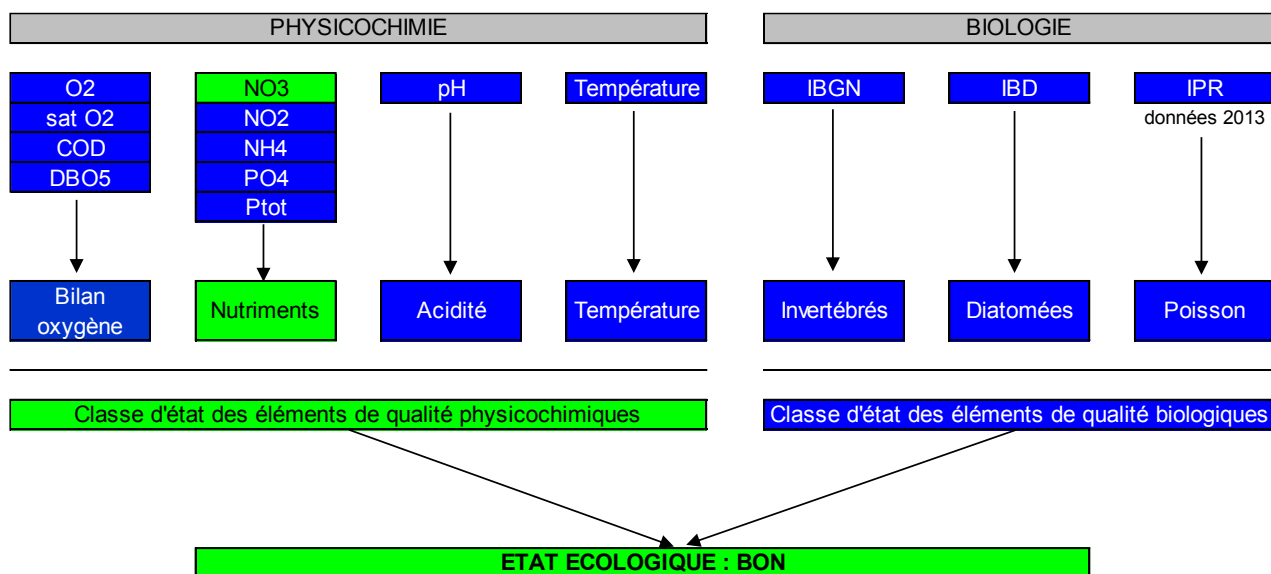 PHYSICOCHIMIE
BIOLOGIE
O2
sat O2
COD
DBO5
NO3
NO2
NH4
PO4
Ptot
pH
Température
IBGN
IBD
IPR
données 2013
Bilan
oxygène
Nutriments
Acidité
Température
Invertébrés
Diatomées
Poisson
Classe d'état des éléments de qualité physicochimiques
Classe d'état des éléments de qualité biologiques
ETAT ECOLOGIQUE : BON